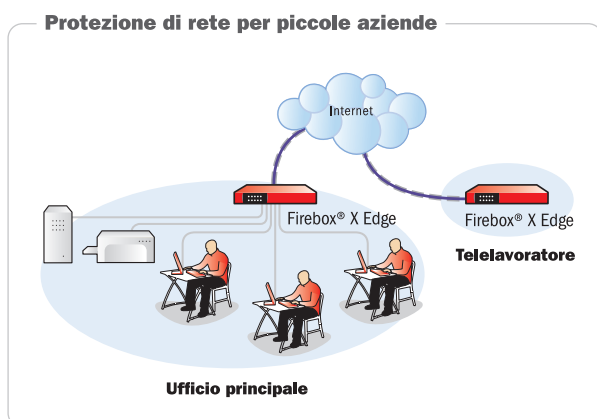 Protezione di rete per piccole aziende
Internet
Firebox® X Edge
Firebox® X Edge
Telelavoratore
Ufficio principale